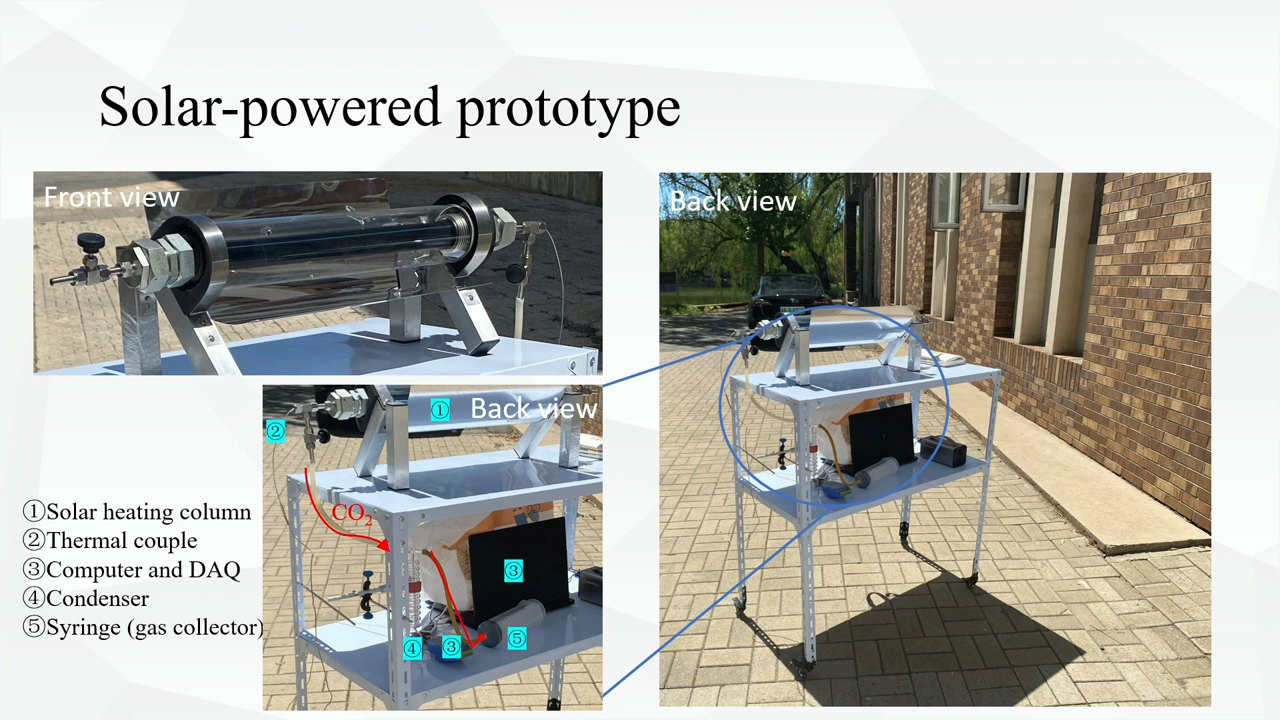 Solar-powered prototype
Front view
Back view
① Back view
②
CO2
①Solar heating column
②Thermal couple
③Computer and DAQ
④Condenser
⑤Syringe (gas collector)
③
④ ③ ⑤